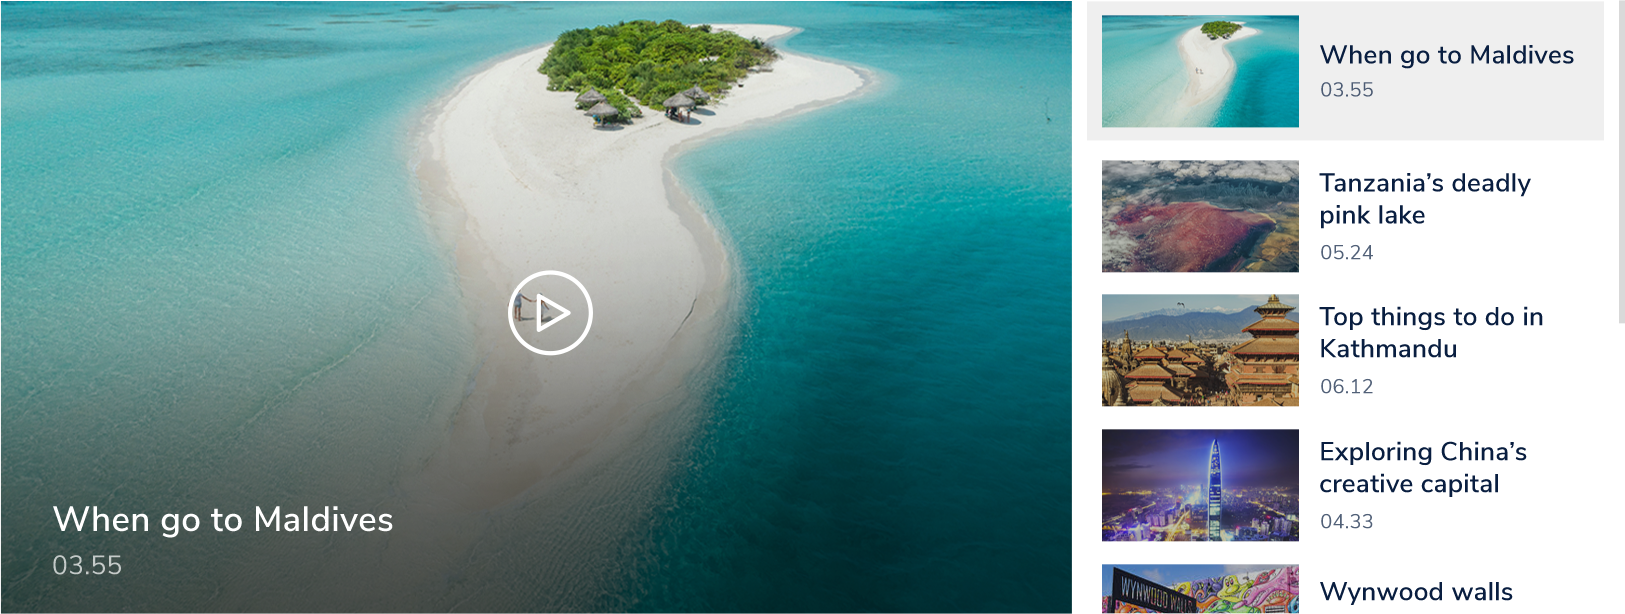 When go to Maldives
03.55
When go to Maldives
03.55
Tanzania’s deadly
pink lake
05.24
Top things to do in
Kathmandu
06.12
Exploring China’s
creative capital
04.33
WYNWOOD WALLS
Wynwood walls